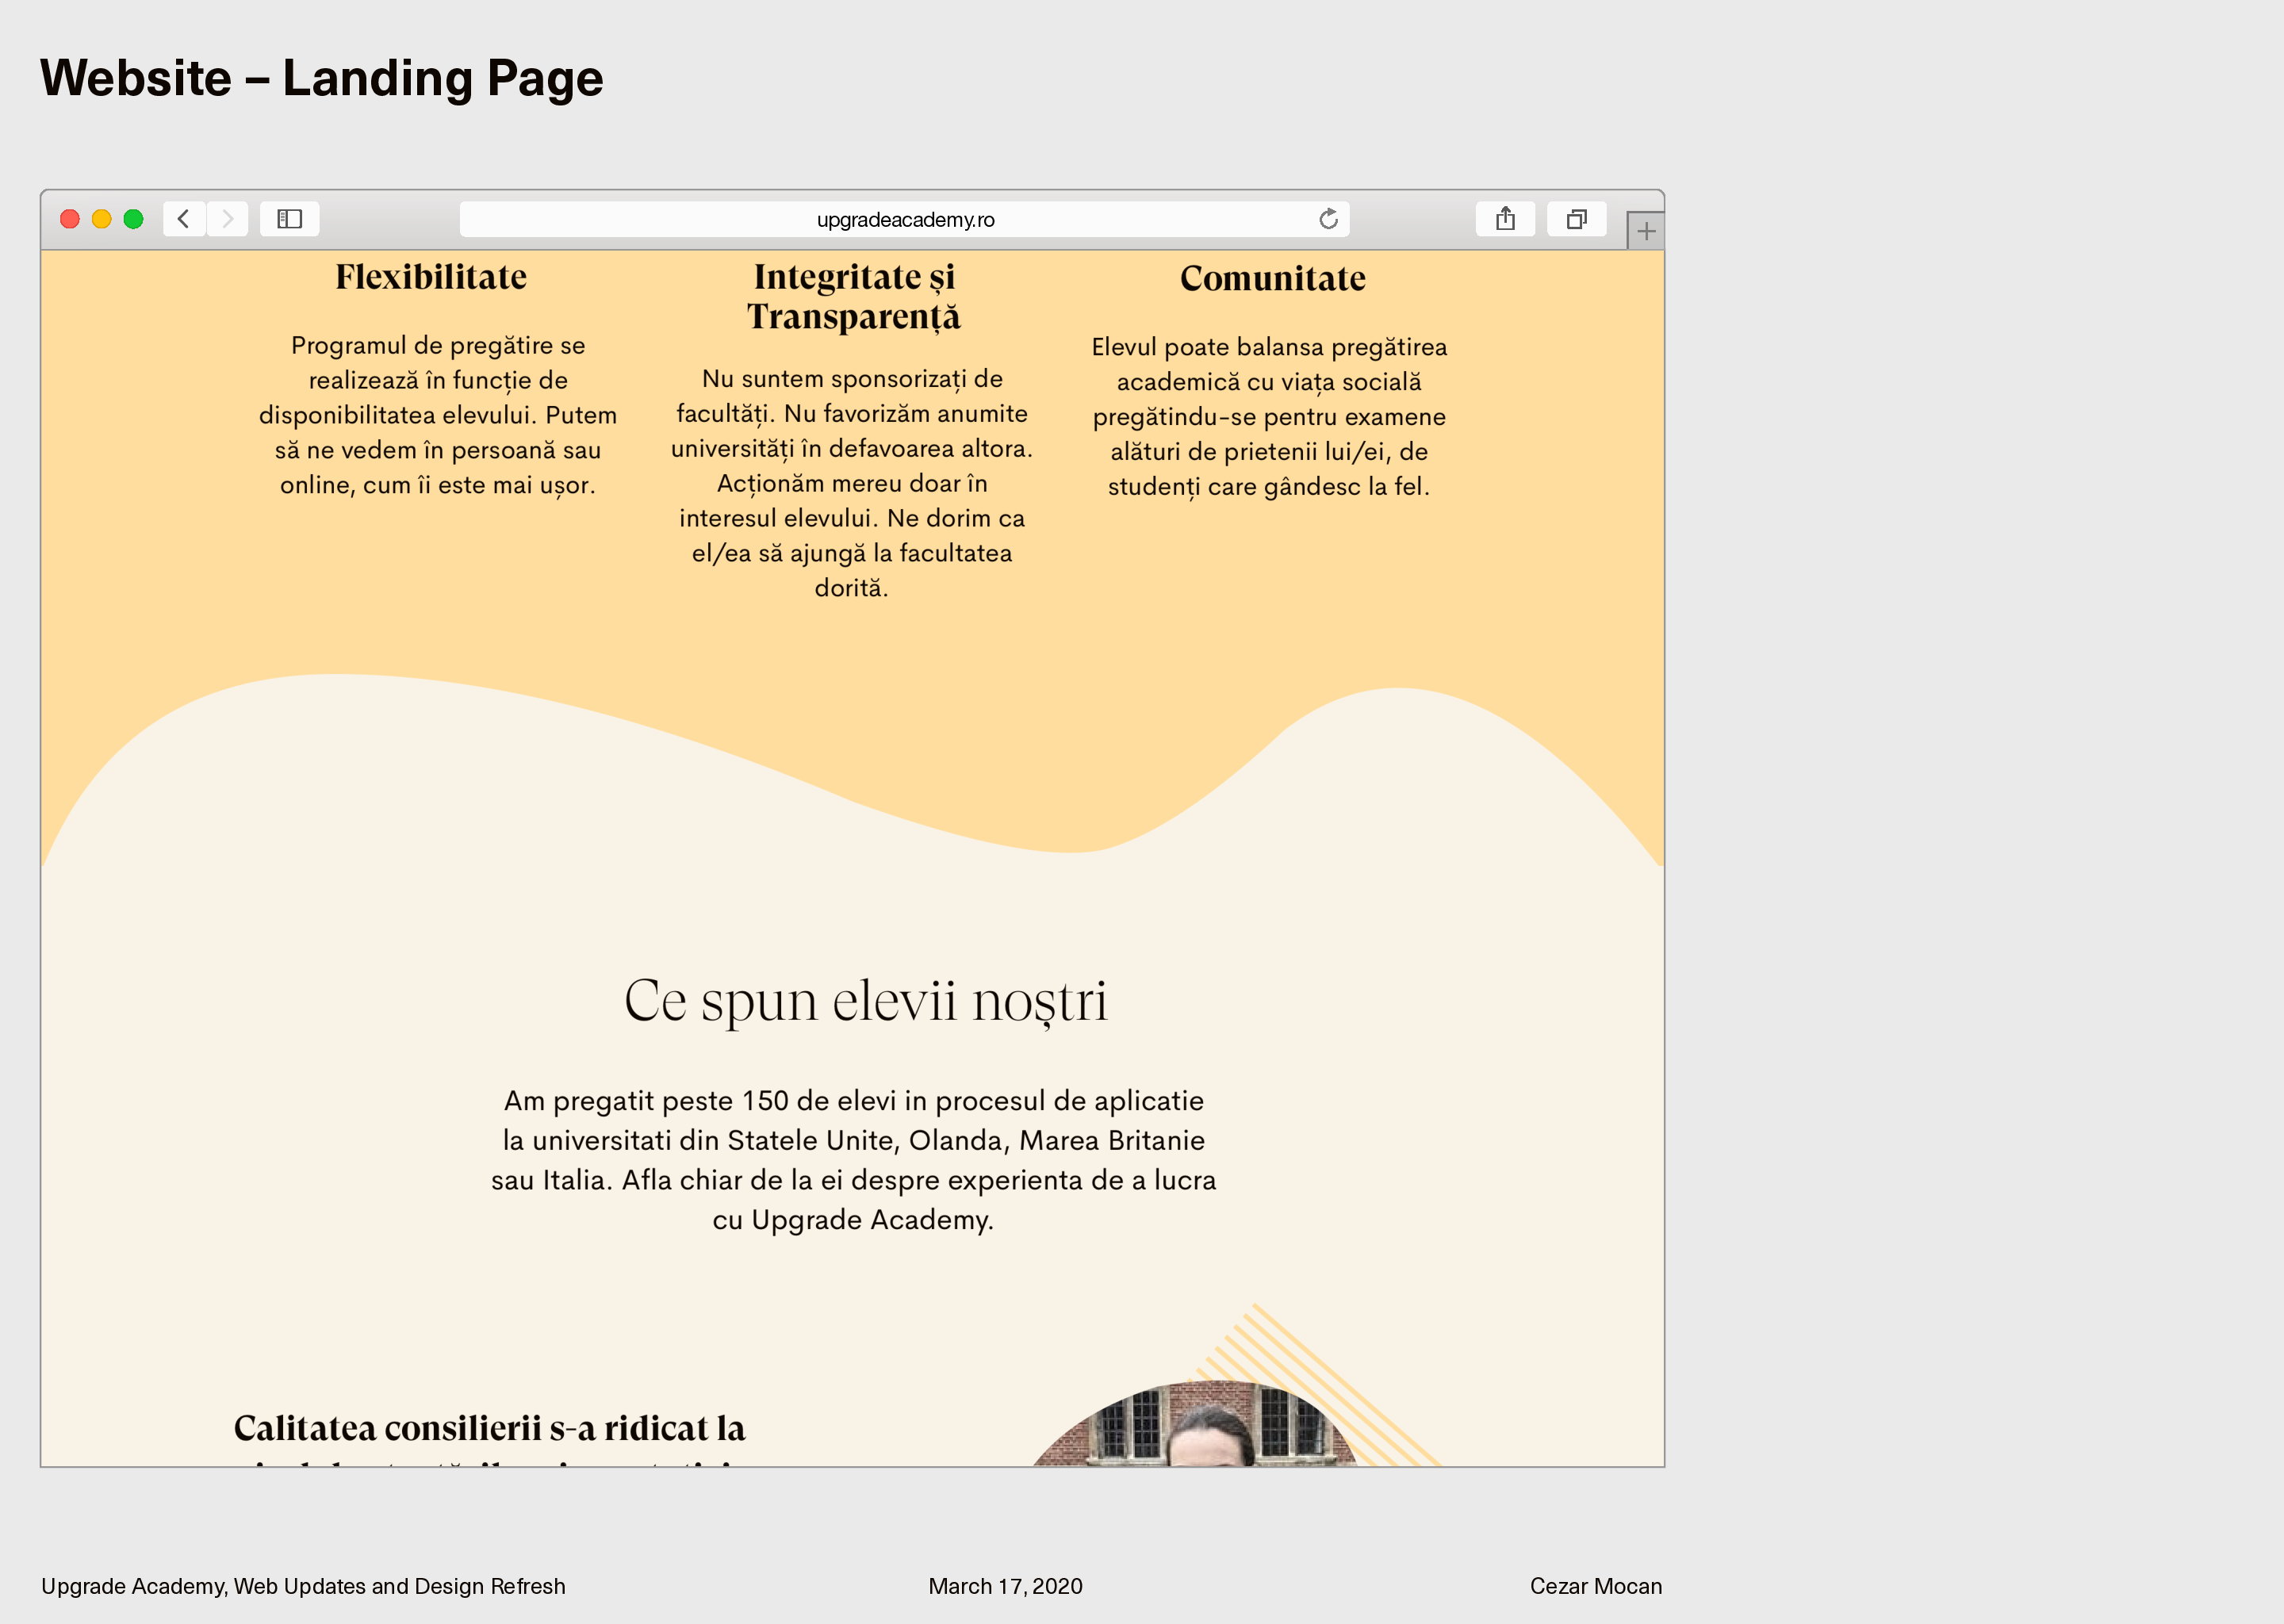 Website – Landing Page
upgradeacademy.ro
Flexibilitate
Programul de pregătire se
realizează în funcție de
disponibilitatea elevului. Putem
să ne vedem în persoană sau
online, cum îi este mai ușor.
Integritate și
Transparență
Nu suntem sponsorizați de
facultăți. Nu favorizăm anumite
universități în defavoarea altora.
Acționăm mereu doar în
interesul elevului. Ne dorim ca
el/ea să ajungă la facultatea
dorită.
Comunitate
Elevul poate balansa pregătirea
academică cu viața socială
pregătindu-se pentru examene
alături de prietenii lui/ei, de
studenți care gândesc la fel.
Ce spun elevii noștri
Am pregatit peste 150 de elevi in procesul de aplicatie
la universitati din Statele Unite, Olanda, Marea Britanie
sau Italia. Afla chiar de la ei despre experienta de a lucra
cu Upgrade Academy.
Calitatea consilierii s-a ridicat la
Upgrade Academy, Web Updates and Design Refresh
March 17, 2020
Cezar Mocan